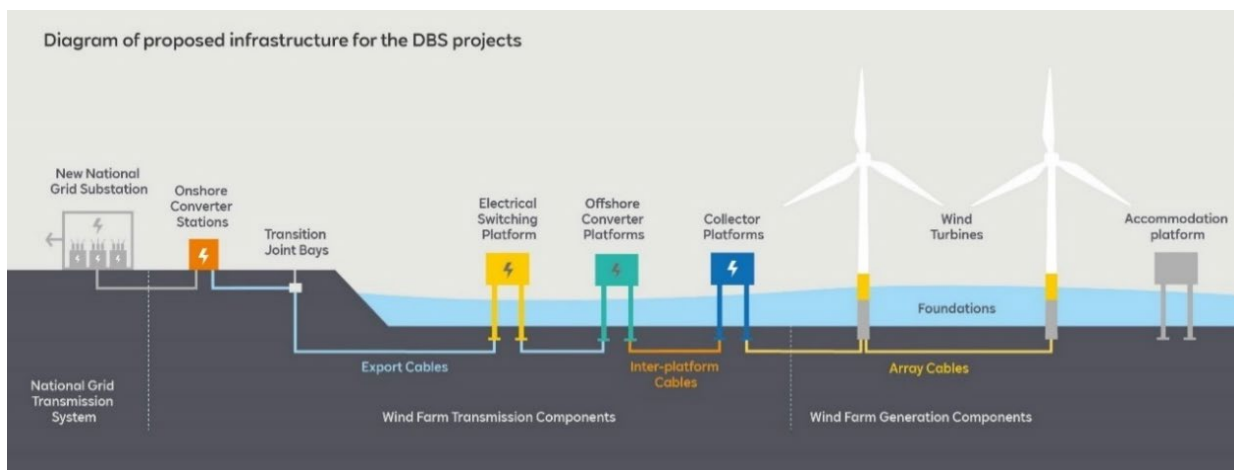 Diagram of proposed infrastructure for the DBS projects
New National
Grid Substation
Onshore
Converter
Stations
Transition
Joint Bays
Electrical
Switching
Platform
Offshore
Converter
Platforms
Collector
Platforms
Wind
Turbines
Accommodation
platform
Foundations
Export Cables
Inter-platform
Cables
Array Cables
National Grid
Transmission
System
Wind Farm Transmission Components
Wind Farm Generation Components